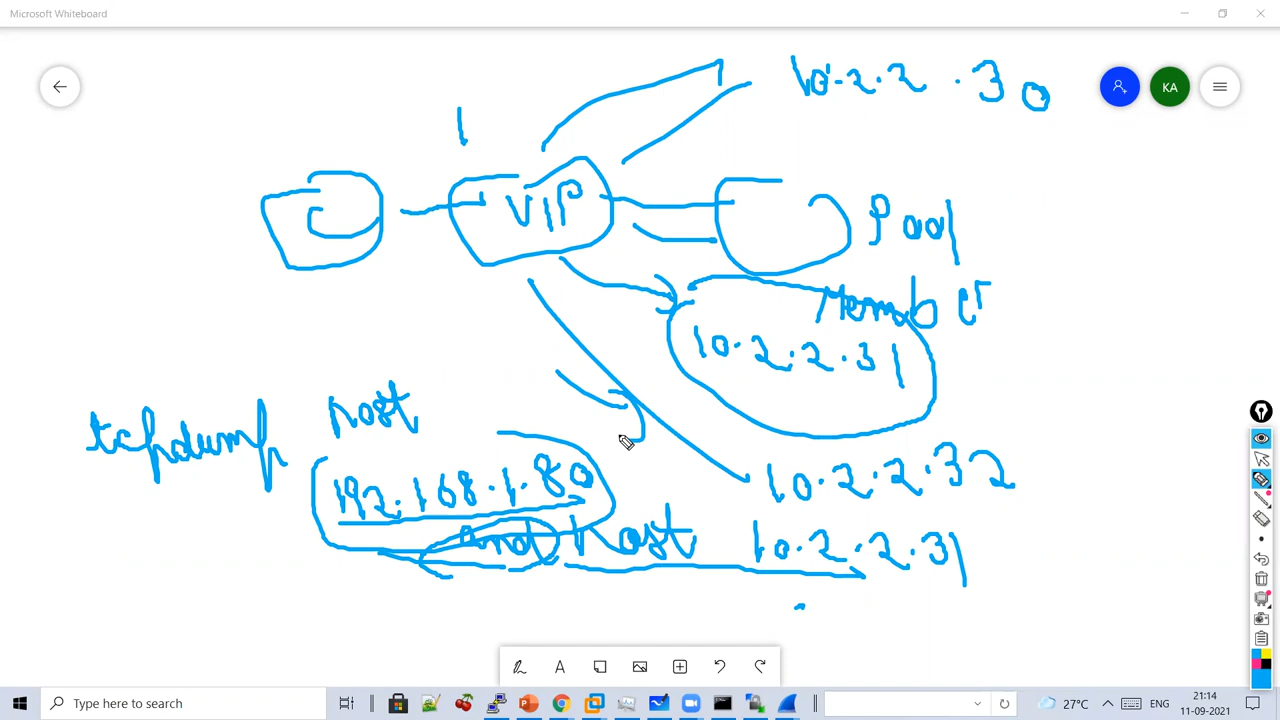 Microsoft Whiteboard
10.2.2.30
KA
VIP
Pool
Member
10.2.2.31
tcpdump host
192.168.1.80
10.2.2.32
and host 10.2.2.31
Type here to search
27°C
ENG
21:14
11-09-2021